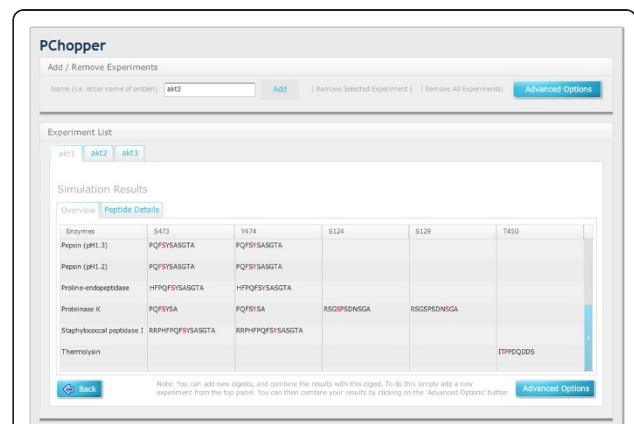 PChopper
Add / Remove Experiments
Name (i.e. enter name of protien) akt3 Add | Remove Selected Experiment | | Remove All Experiments| Advanced Options
Experiment List
akt1 akt2 akt3
Simulation Results
Overview Peptide Details
Enzymes S473 Y474 S124 S129 T450
Pepsin (pH1.3) PQFSYSASGTA PQFSYSASGTA
Pepsin (pH1.2) PQFSYSASGTA PQFSYSASGTA
Proline-endopeptidase HFPQFSYSASGTA HFPQFSYSASGTA
Proteinase K PQFSYSA PQFSYSA RSGSPSDNSGA RSGSPSDNSGA
Staphylococcal peptidase I RRPHFPQFSYSASGTA RRPHFPQFSYSASGTA
Thermolysin ITPPDQDDS
Back Note: You can add new digests, and combine the results with this digest. To do this simply add a new Advanced Options
experiment from the top panel. You can then combine your results by clicking on the 'Advanced Options' button